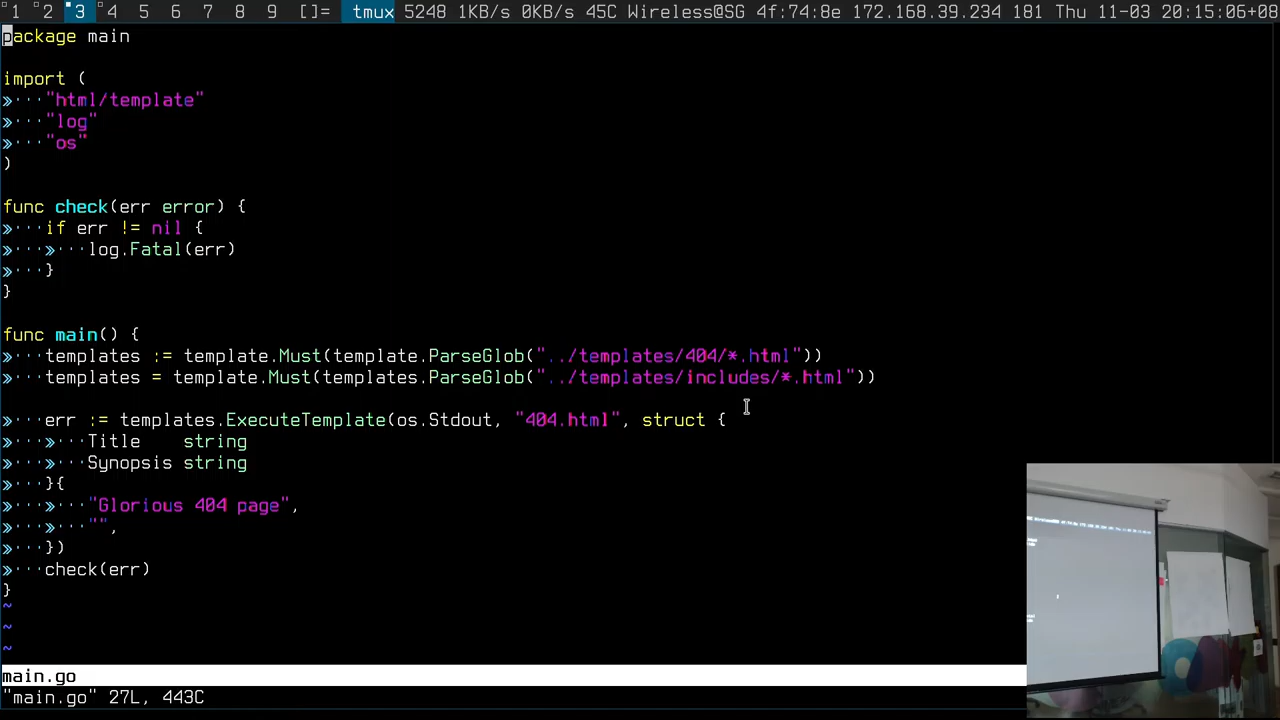 1 2 3 4 5 6 7 8 9 []= tmux 5248 1KB/s 0KB/s 45C Wireless@SG 4f:74:8e 172.168.39.234 181 Thu 11-03 20:15:06+08
package main
import (
»···"html/template"
»···"log"
»···"os"
)
func check(err error) {
»···if err != nil {
»···»···log.Fatal(err)
»···}
}
func main() {
»···templates := template.Must(template.ParseGlob("../templates/404/*.html"))
»···templates = template.Must(templates.ParseGlob("../templates/includes/*.html"))
»···err := templates.ExecuteTemplate(os.Stdout, "404.html", struct {
»···»···Title    string
»···»···Synopsis string
»···}{
»···»···"Glorious 404 page",
»···»···"",
»···})
»···check(err)
}
~
~
~
main.go
"main.go" 27L, 443C